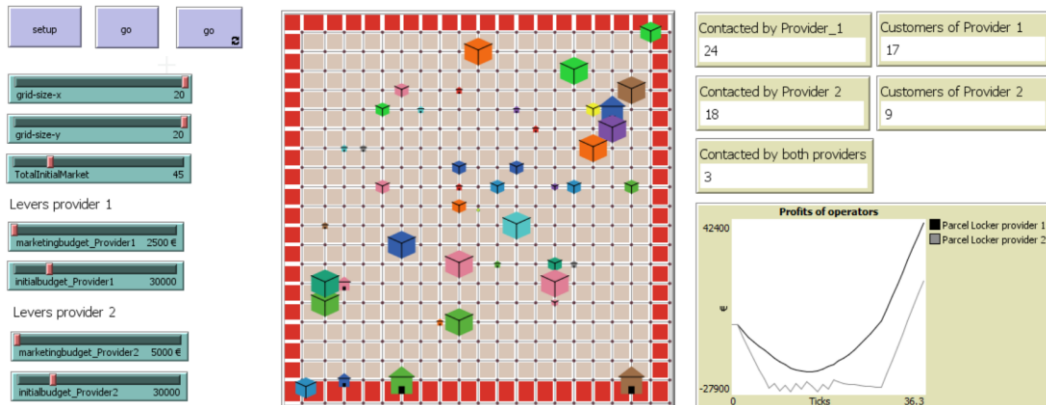 setup
go
go
grid-size-x 20
grid-size-y 20
TotalInitialMarket 45
Levers provider 1
marketingbudget_Provider1 2500 €
initialbudget_Provider1 30000
Levers provider 2
marketingbudget_Provider2 5000 €
initialbudget_Provider2 30000
Contacted by Provider_1
24
Customers of Provider 1
17
Contacted by Provider 2
18
Customers of Provider 2
9
Contacted by both providers
3
Profits of operators
42400
€
-27900
0
Ticks
36.3
Parcel Locker provider 1
Parcel Locker provider 2